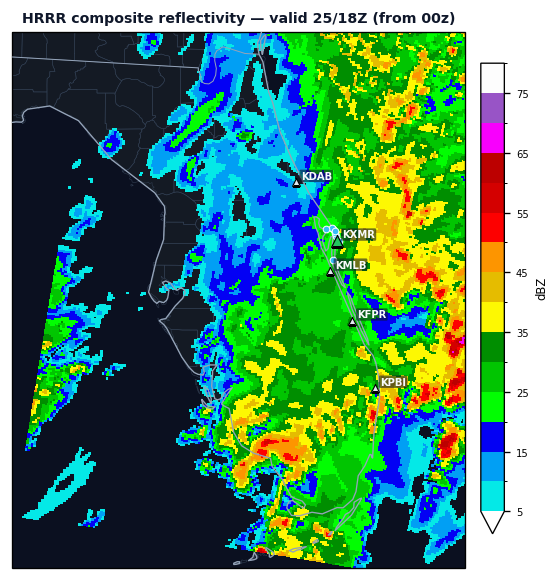 HRRR composite reflectivity — valid 25/18Z (from 00z)
KDAB
KXMR
KMLB
KFPR
KPBI
75
65
55
45
35
25
15
5
dBZ